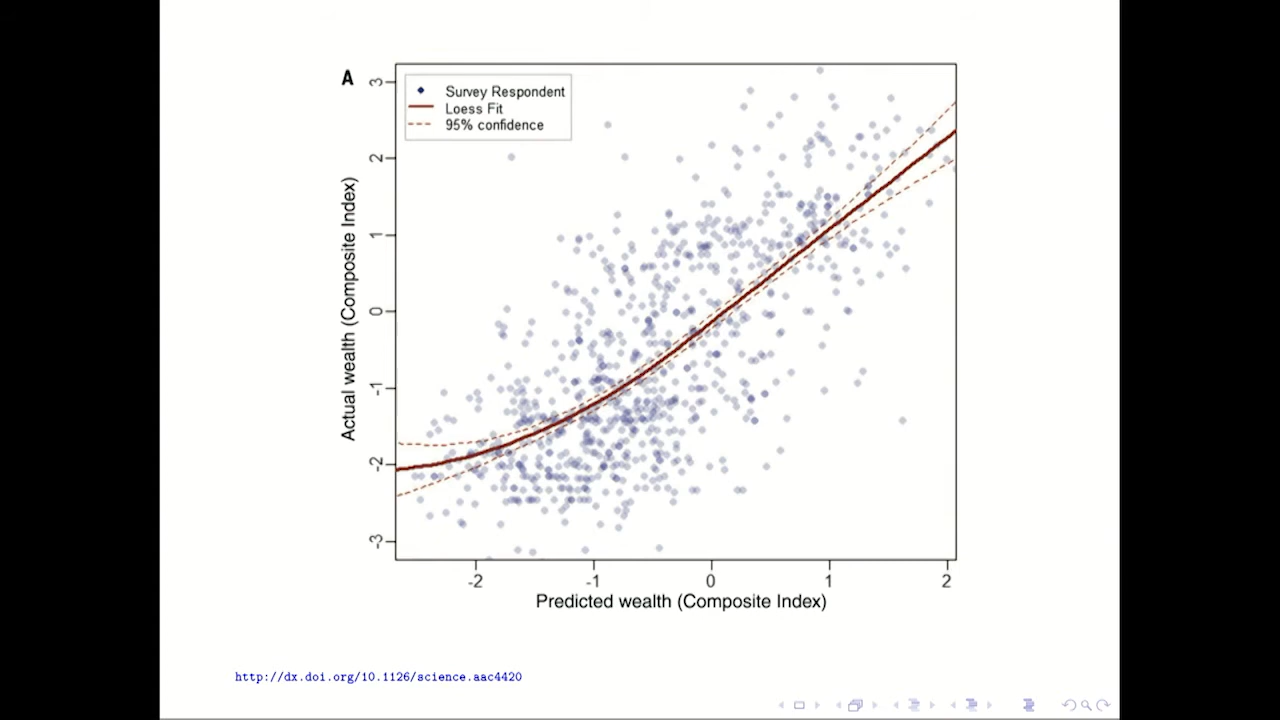 A
Survey Respondent
Loess Fit
95% confidence
3
2
1
0
-1
-2
-3
Actual wealth (Composite Index)
-2 -1 0 1 2
Predicted wealth (Composite Index)
http://dx.doi.org/10.1126/science.aac4420